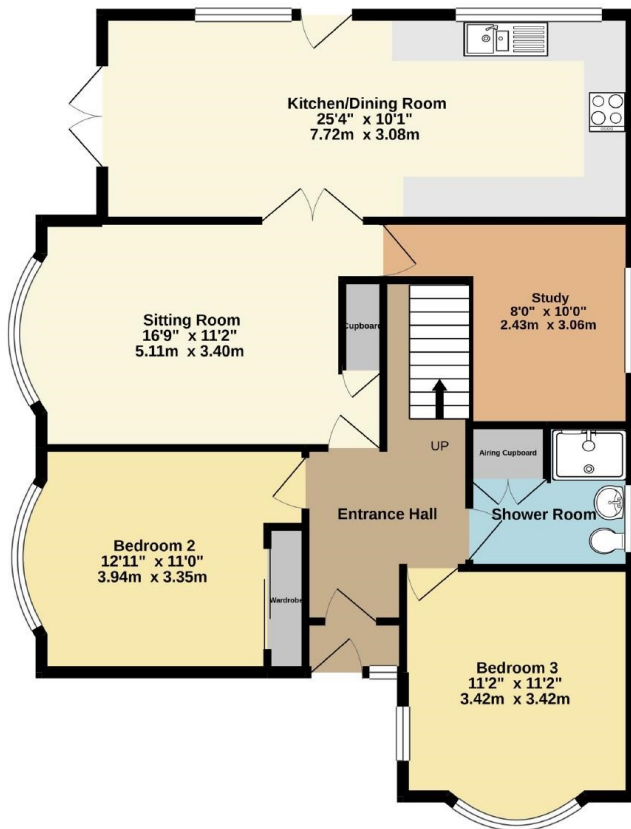 Kitchen/Dining Room
25'4" x 10'1"
7.72m x 3.08m
Sitting Room
16'9" x 11'2"
5.11m x 3.40m
Cupboard
Study
8'0" x 10'0"
2.43m x 3.06m
UP
Airing Cupboard
Entrance Hall
Shower Room
Bedroom 2
12'11" x 11'0"
3.94m x 3.35m
Wardrobe
Bedroom 3
11'2" x 11'2"
3.42m x 3.42m